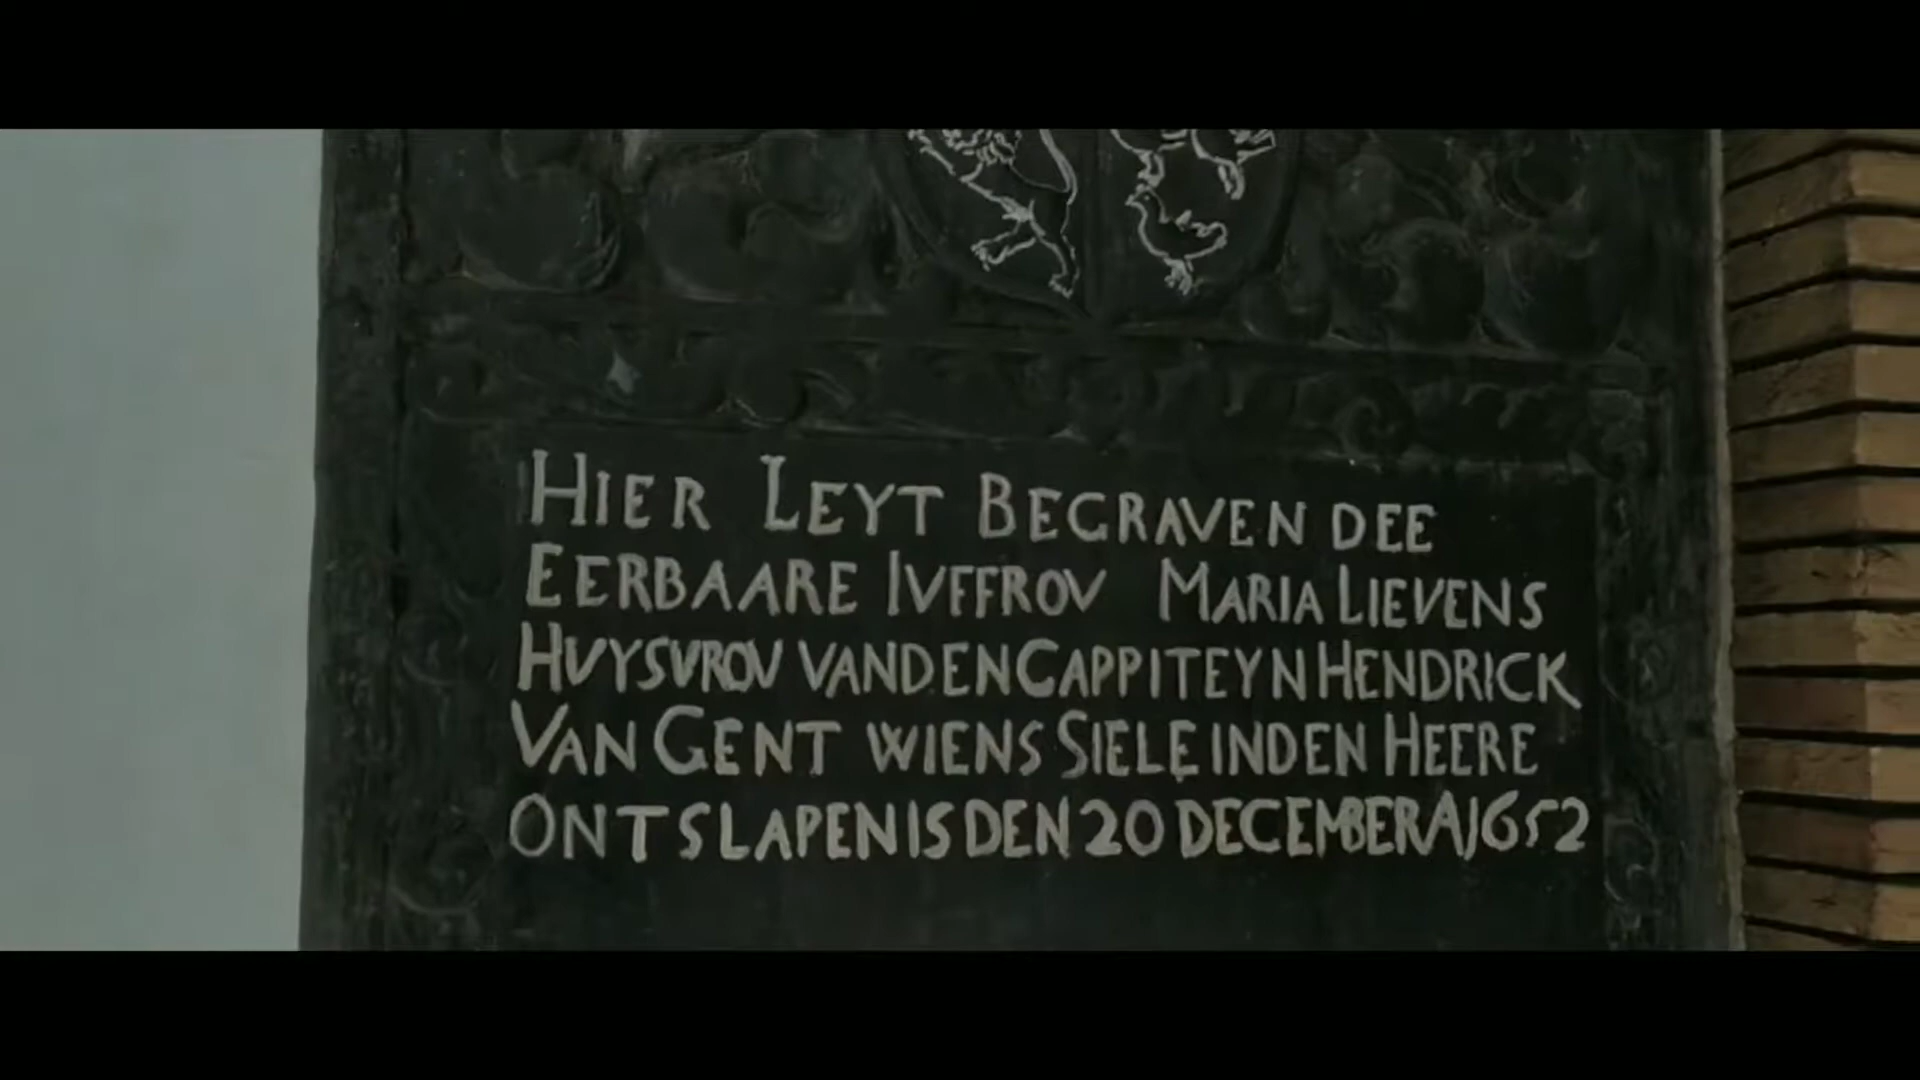 HIER LEYT BEGRAVEN DEE
EERBAARE IVFFROV MARIA LIEVENS
HVYSVROV VANDEN CAPPITEYN HENDRICK
VAN GENT WIENS SIELE INDEN HEERE
ONTSLAPEN IS DEN 20 DECEMBER A 1652